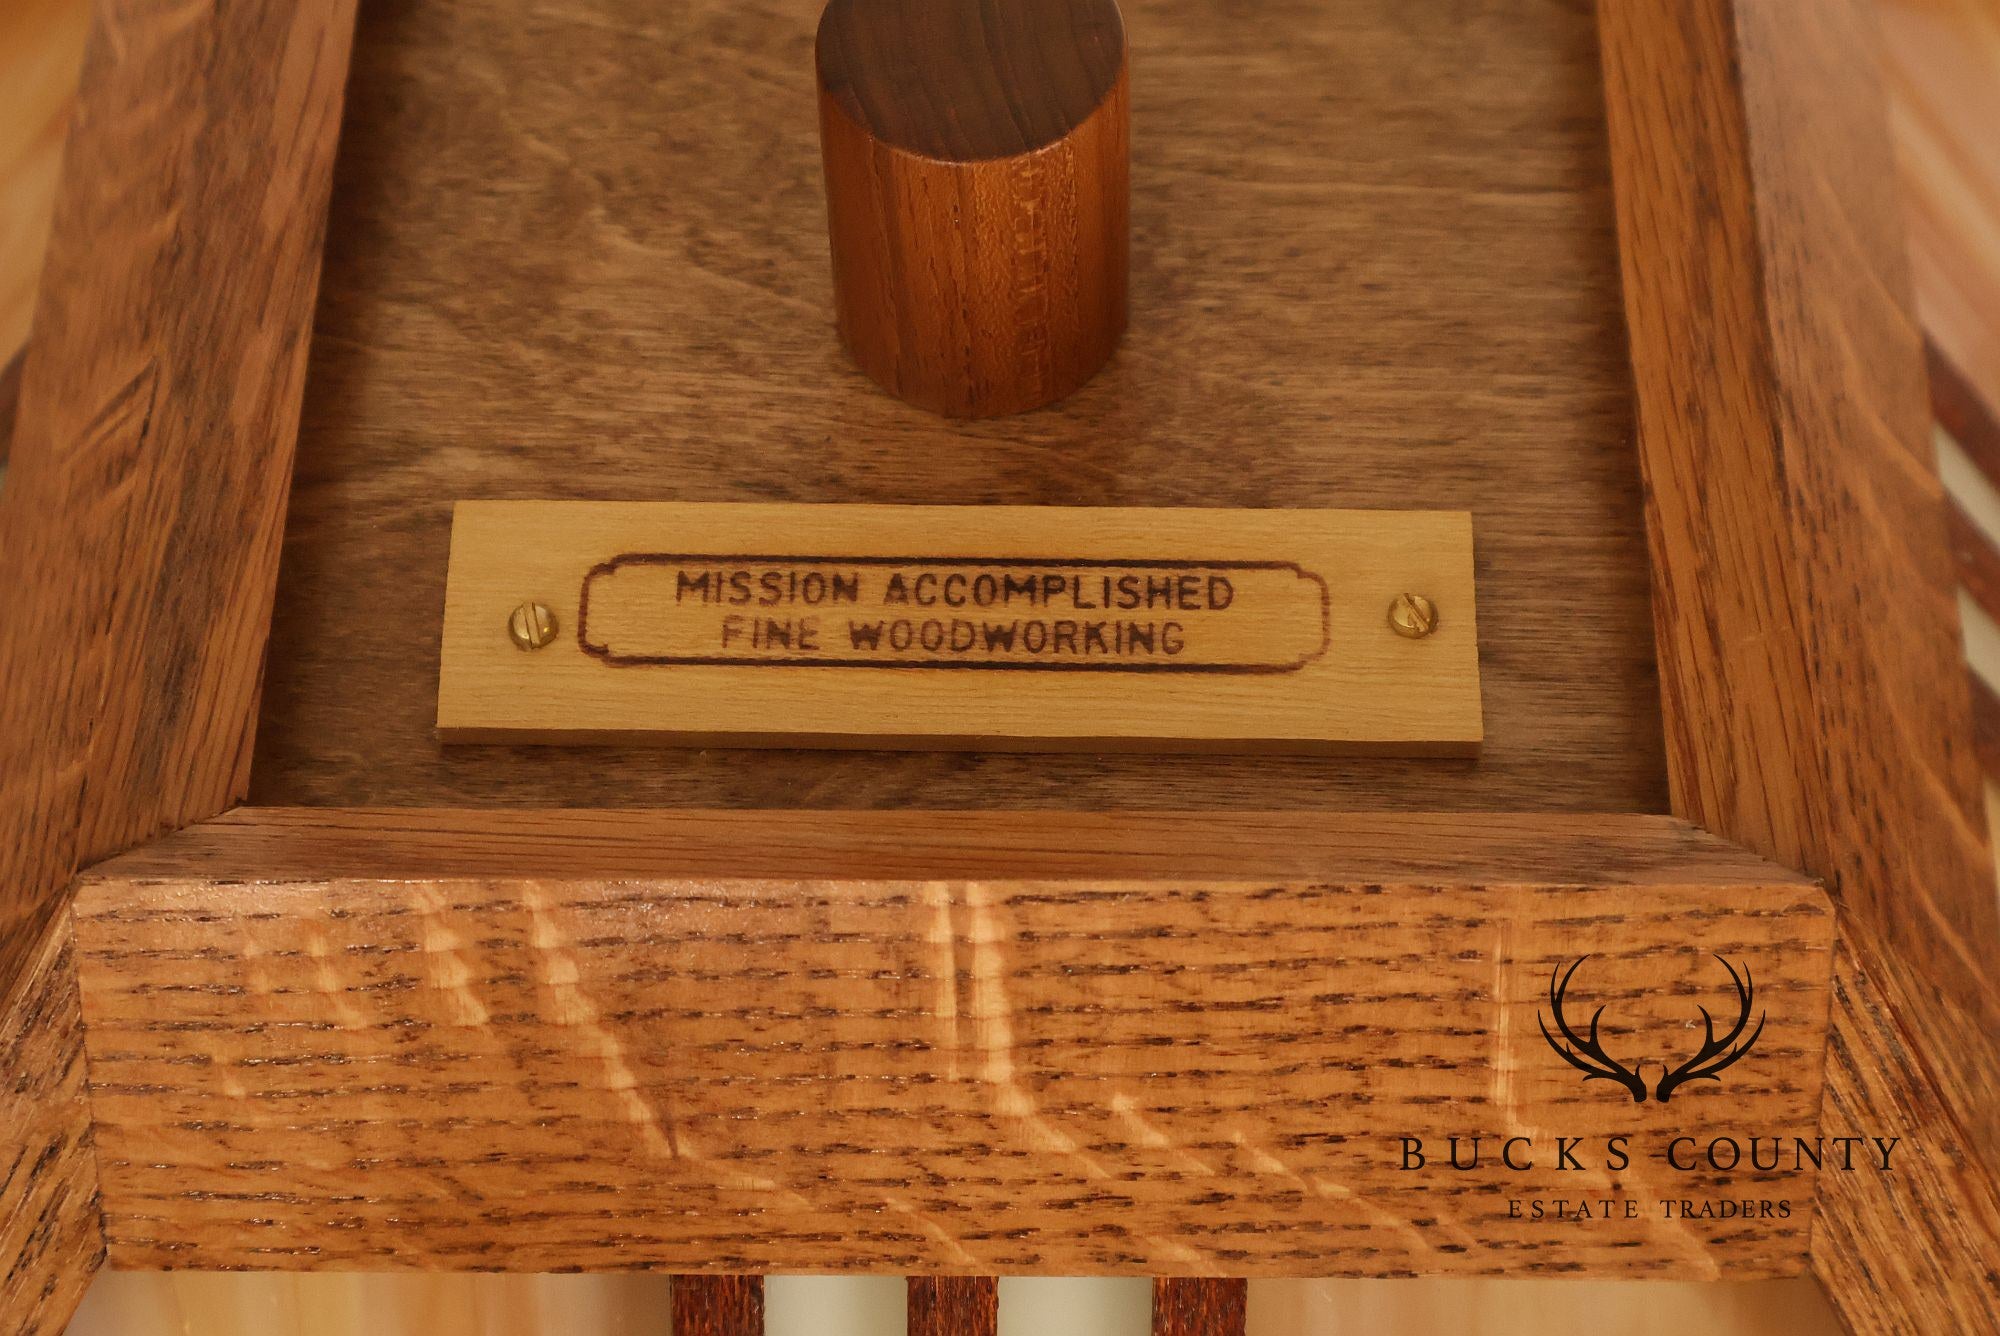 MISSION ACCOMPLISHED
FINE WOODWORKING
BUCKS COUNTY
ESTATE TRADERS